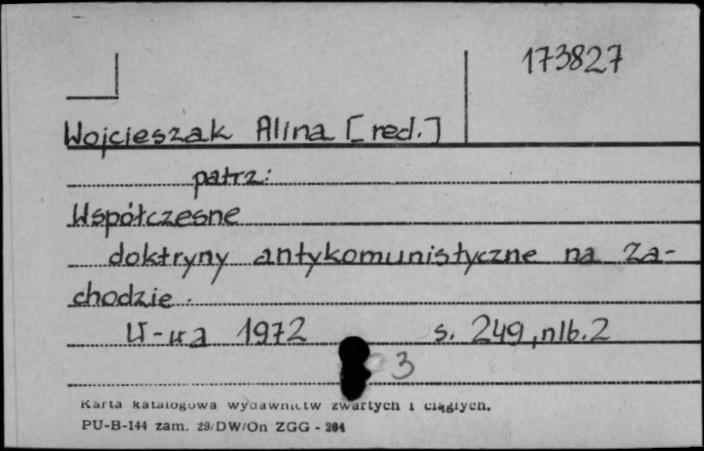 173827
Wojcieszak Alina [red.]
patrz:
Współczesne
doktryny antykomunistyczne na Za-
chodzie.
W-wa 1972 s. 249, nlb. 2
3
Karta katalogowa wydawnictw zwartych i ciągłych.
PU-B-144 zam. 29/DW/On ZGG - 204